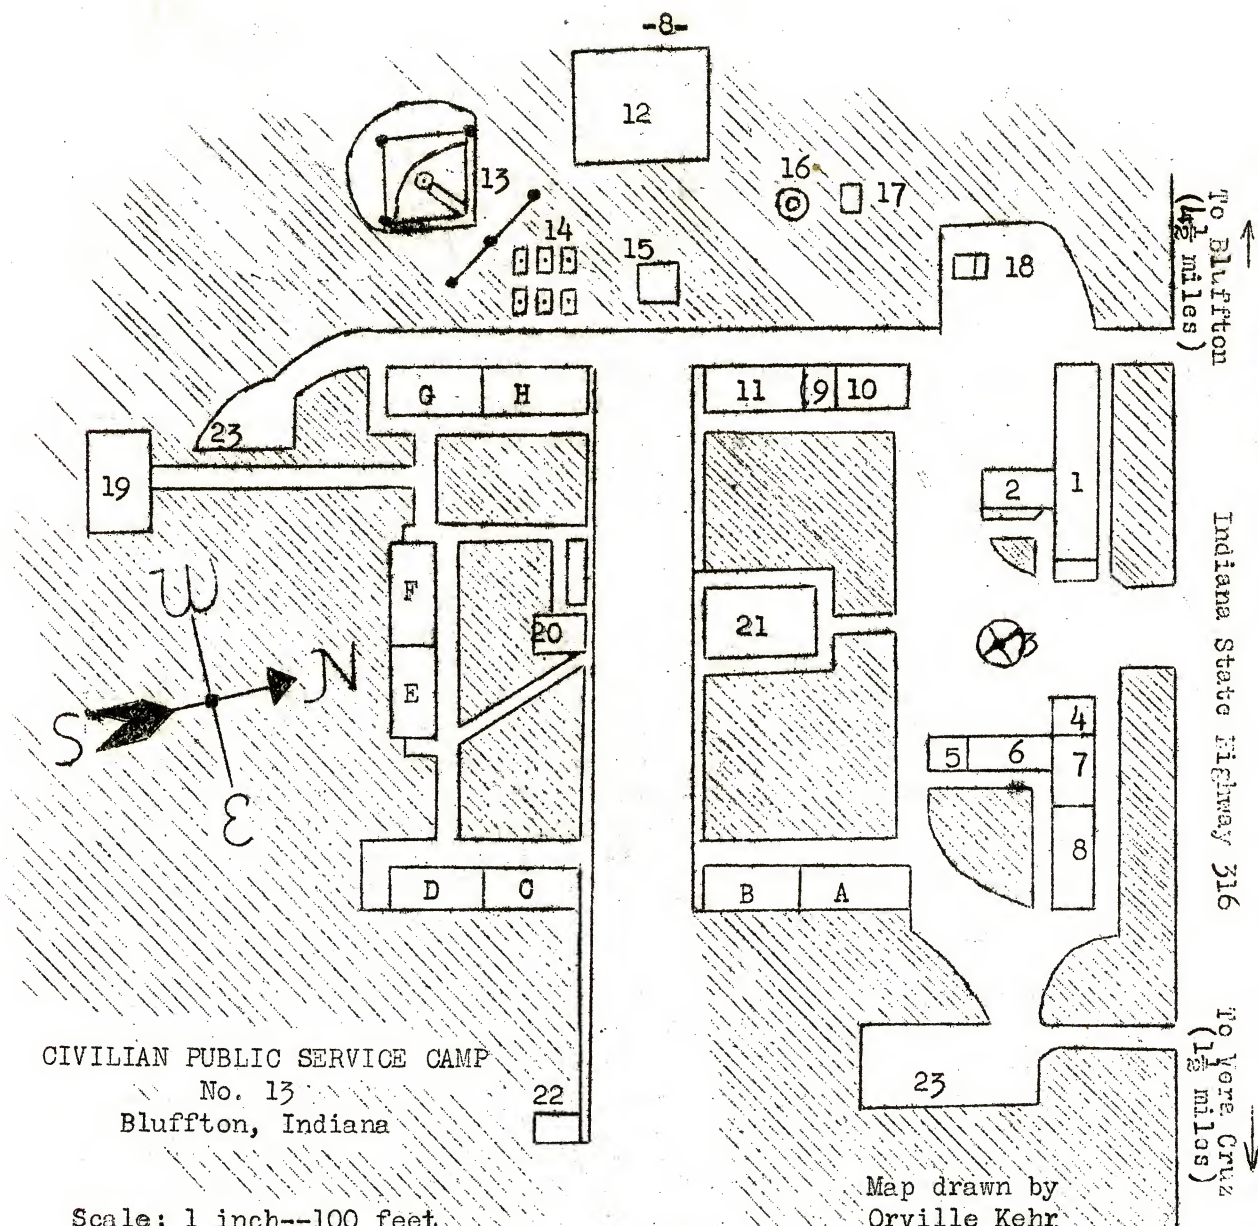 -8-
12
13
16
17
14
15
18
To Bluffton
(4½ miles)
G
H
11
9
10
23
19
2
1
W
F
20
21
3
Indiana State Highway 316
N
S
E
E
4
5
6
7
8
D
C
B
A
23
To Vere Cruz
(1½ miles)
22
CIVILIAN PUBLIC SERVICE CAMP
No. 13
Bluffton, Indiana
Scale: 1 inch--100 feet
Map drawn by
Orville Kehr